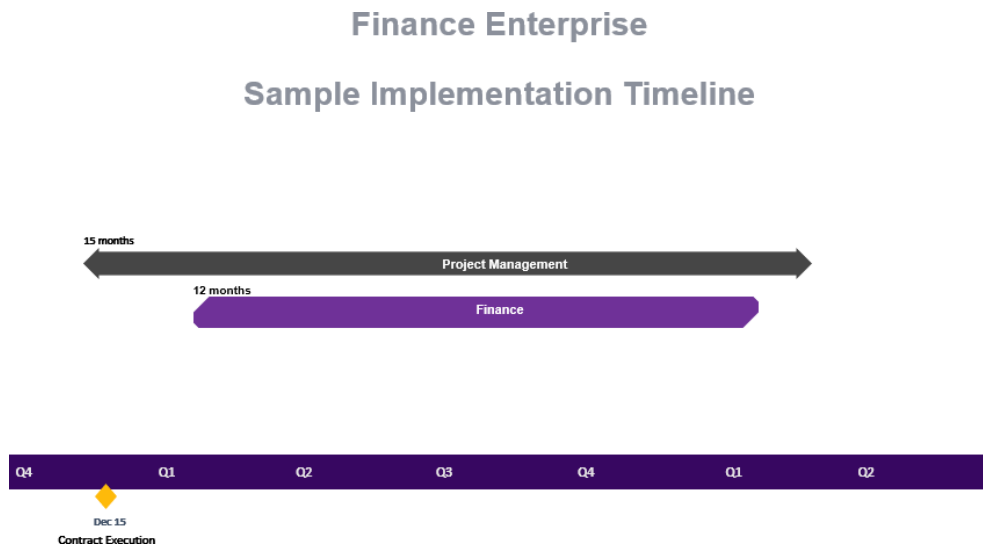 Finance Enterprise
Sample Implementation Timeline
15 months
Project Management
12 months
Finance
Q4 Q1 Q2 Q3 Q4 Q1 Q2
Dec 15
Contract Execution